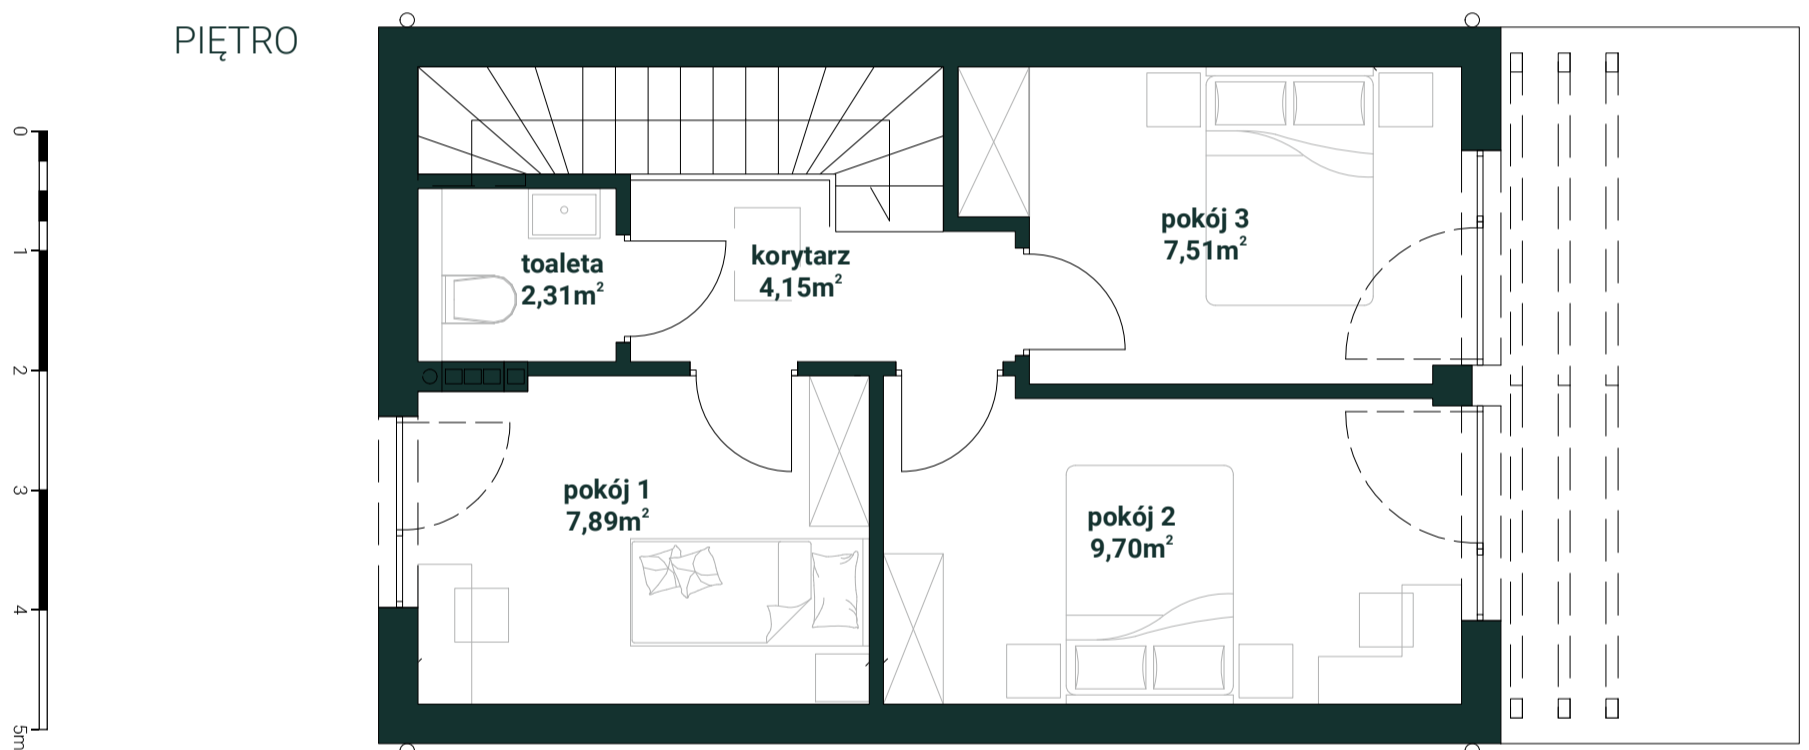 PIĘTRO
0
1
2
3
4
5m
toaleta
2,31m²
korytarz
4,15m²
pokój 3
7,51m²
pokój 1
7,89m²
pokój 2
9,70m²